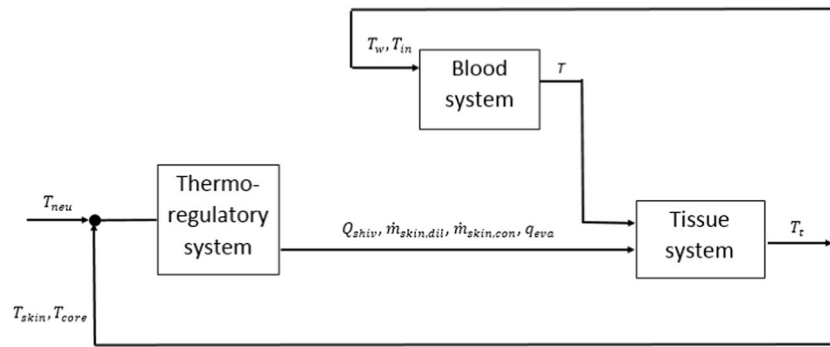 T_w, T_in
Blood
system
T
T_neu
Thermo-
regulatory
system
Q_shiv, ṁ_skin,dil, ṁ_skin,con, q_eva
Tissue
system
T_t
T_skin, T_core